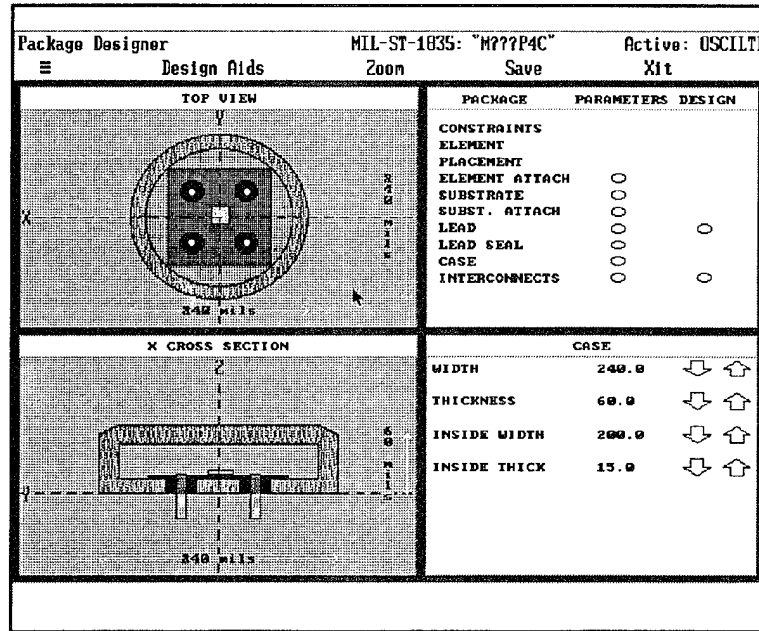 Package Designer MIL-ST-1835: "M???P4C" Active: OSCILT
≡ Design Aids Zoom Save Xit
TOP VIEW
Y
X
240 mils
240 mils
PACKAGE PARAMETERS DESIGN
CONSTRAINTS
ELEMENT
PLACEMENT
ELEMENT ATTACH
SUBSTRATE
SUBST. ATTACH
LEAD
LEAD SEAL
CASE
INTERCONNECTS
X CROSS SECTION
Z
60 mils
Y
240 mils
CASE
WIDTH 240.0
THICKNESS 60.0
INSIDE WIDTH 200.0
INSIDE THICK 15.0